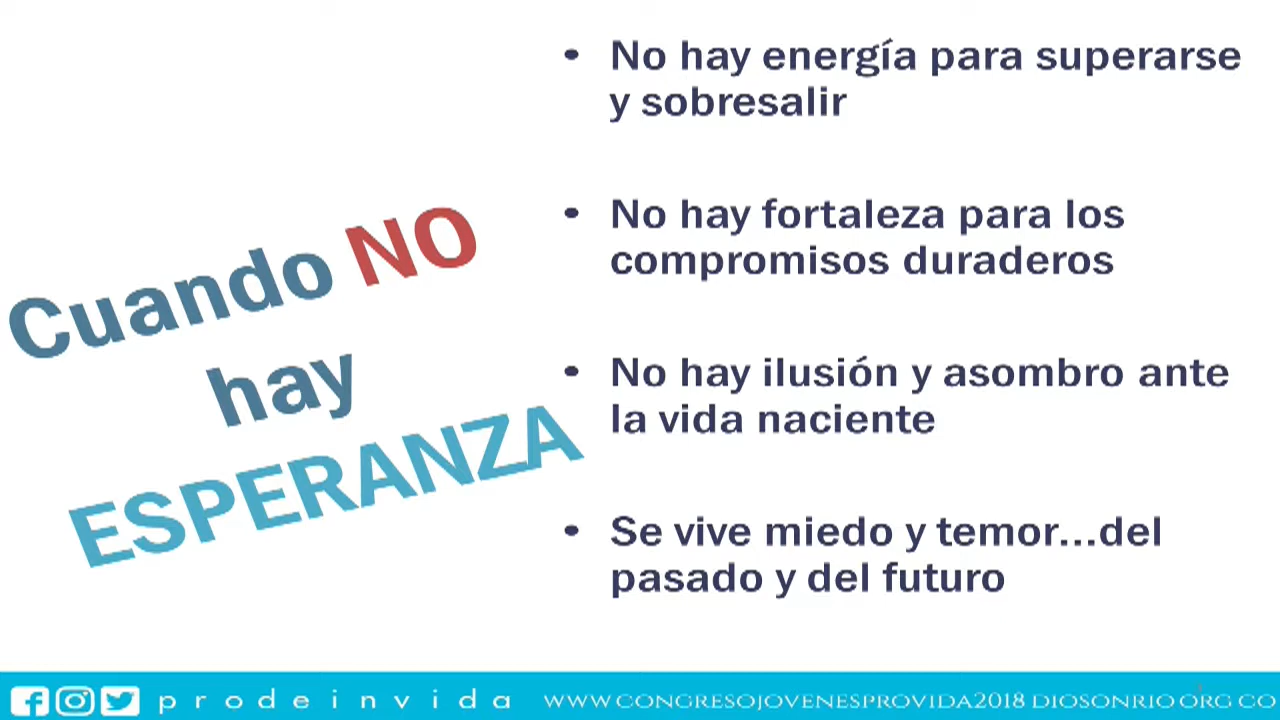 Cuando NO
hay
ESPERANZA
• No hay energía para superarse
y sobresalir
• No hay fortaleza para los
compromisos duraderos
• No hay ilusión y asombro ante
la vida naciente
• Se vive miedo y temor...del
pasado y del futuro
prodeinvida WWW.CONGRESOJOVENESPROVIDA2018 DIOSONRIO ORG CO